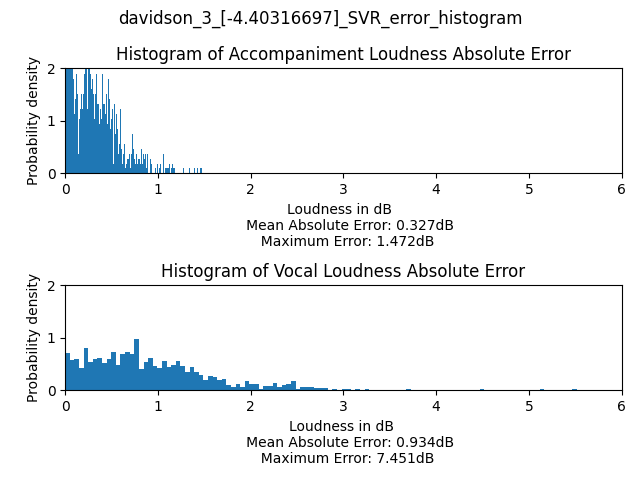 davidson_3_[-4.40316697]_SVR_error_histogram
Histogram of Accompaniment Loudness Absolute Error
Probability density
2
1
0
0 1 2 3 4 5 6
Loudness in dB
Mean Absolute Error: 0.327dB
Maximum Error: 1.472dB
Histogram of Vocal Loudness Absolute Error
Probability density
2
1
0
0 1 2 3 4 5 6
Loudness in dB
Mean Absolute Error: 0.934dB
Maximum Error: 7.451dB